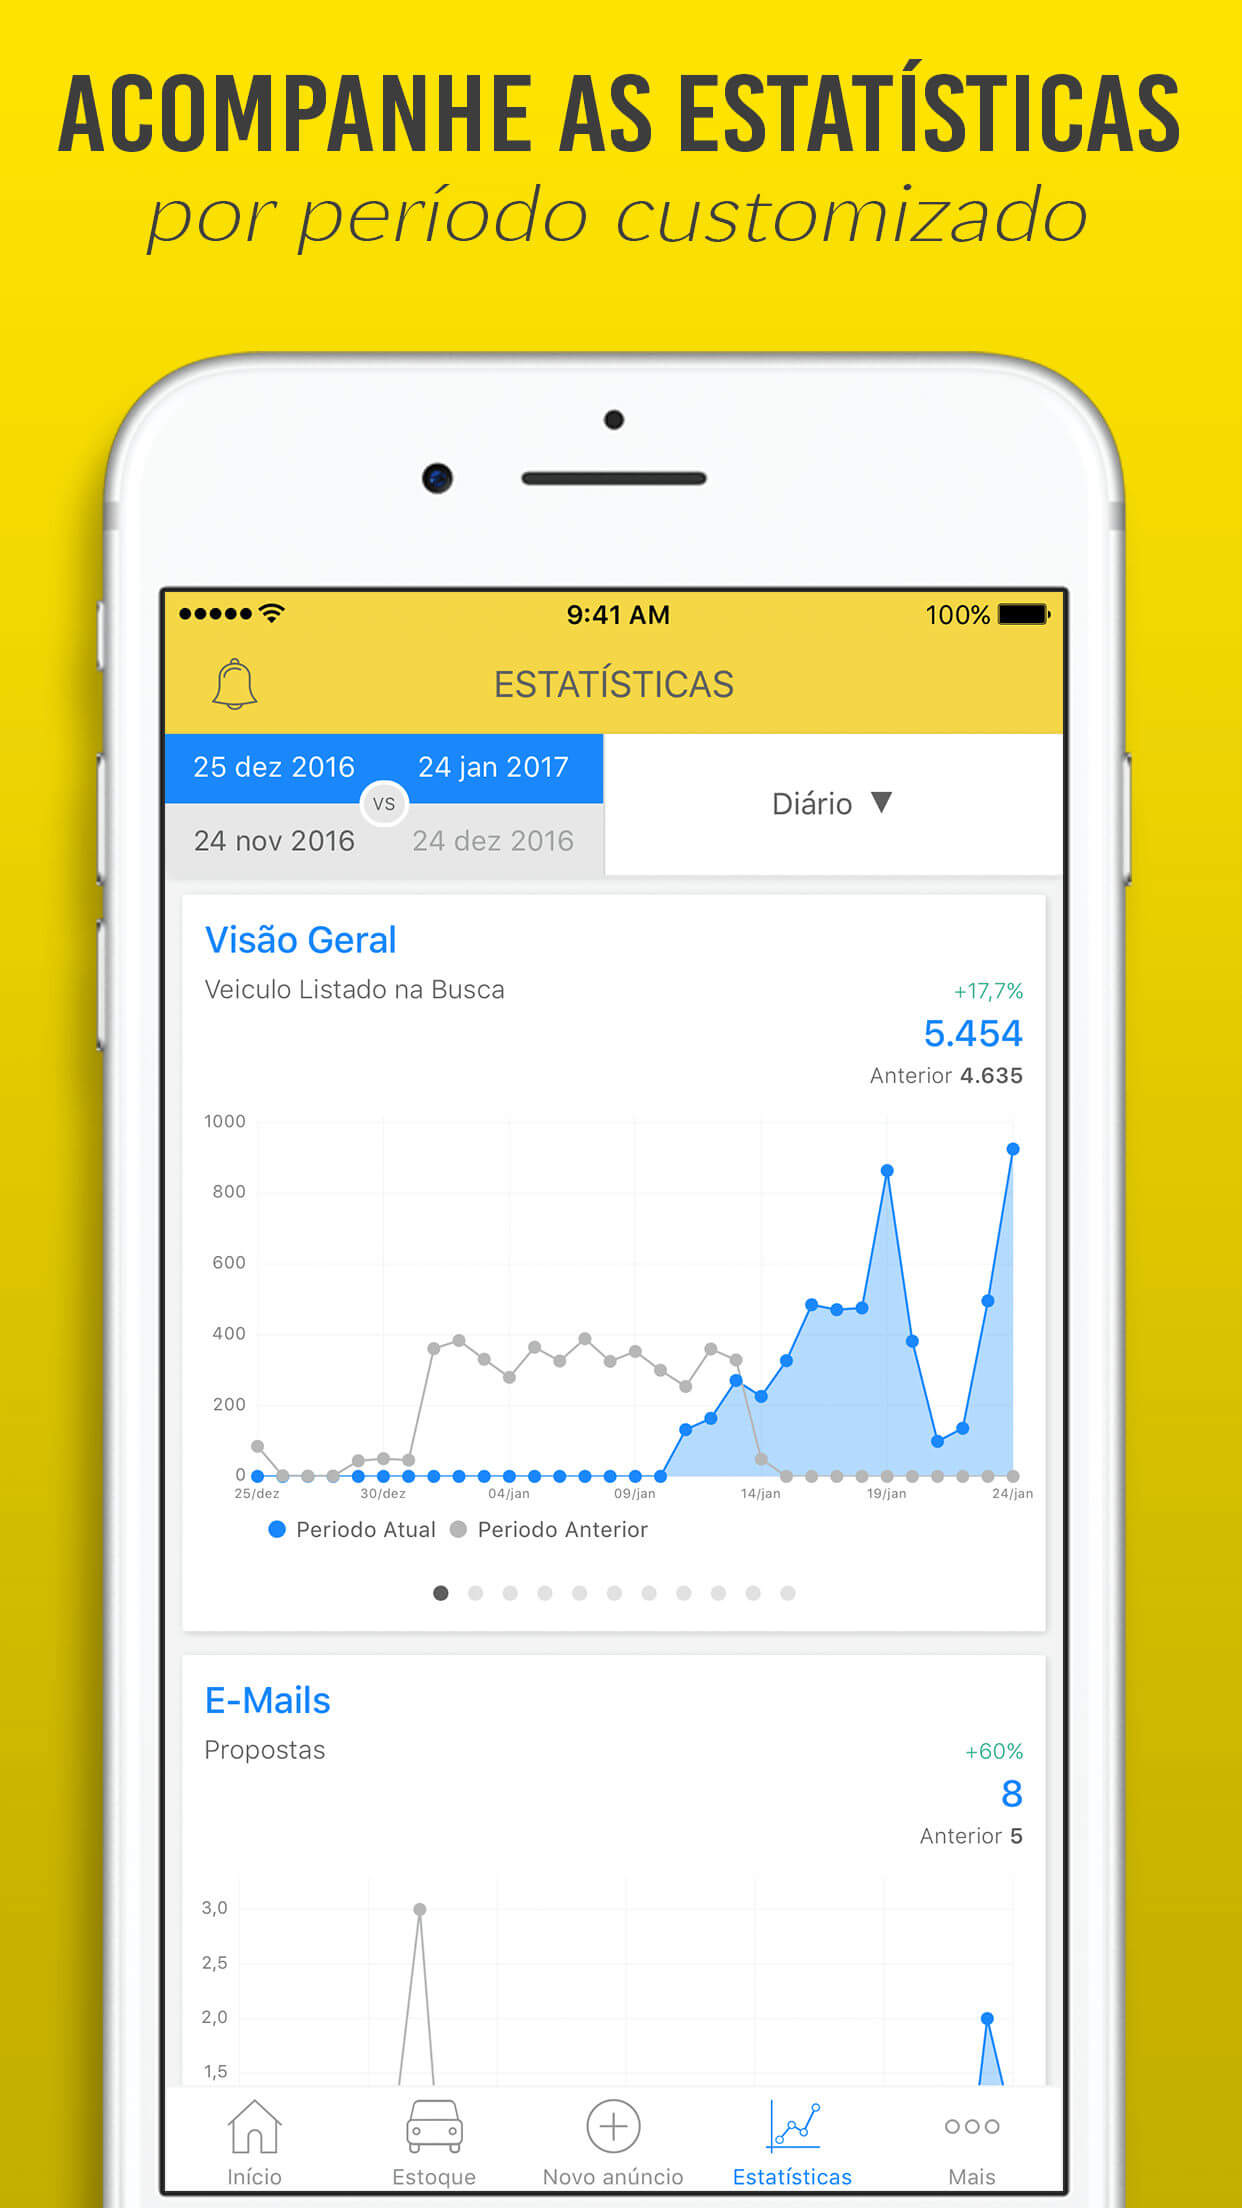 ACOMPANHE AS ESTATÍSTICAS
por período customizado
9:41 AM 100%
ESTATÍSTICAS
25 dez 2016 24 jan 2017
VS
24 nov 2016 24 dez 2016
Diário ▼
Visão Geral
Veiculo Listado na Busca
+17,7%
5.454
Anterior 4.635
1000
800
600
400
200
0
25/dez 30/dez 04/jan 09/jan 14/jan 19/jan 24/jan
Periodo Atual Periodo Anterior
E-Mails
Propostas
+60%
8
Anterior 5
3,0
2,5
2,0
1,5
Início Estoque Novo anúncio Estatísticas Mais